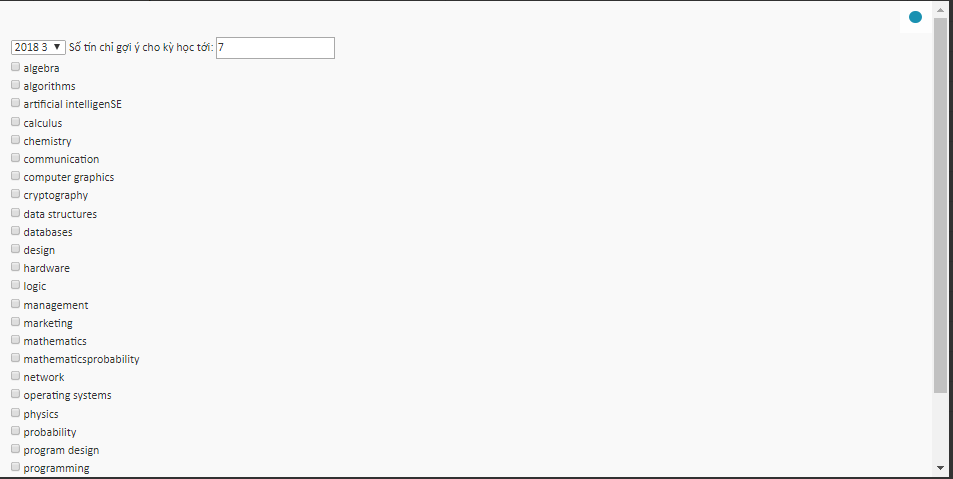 2018 3 Số tín chỉ gợi ý cho kỳ học tới: 7
algebra
algorithms
artificial intelligenSE
calculus
chemistry
communication
computer graphics
cryptography
data structures
databases
design
hardware
logic
management
marketing
mathematics
mathematicsprobability
network
operating systems
physics
probability
program design
programming